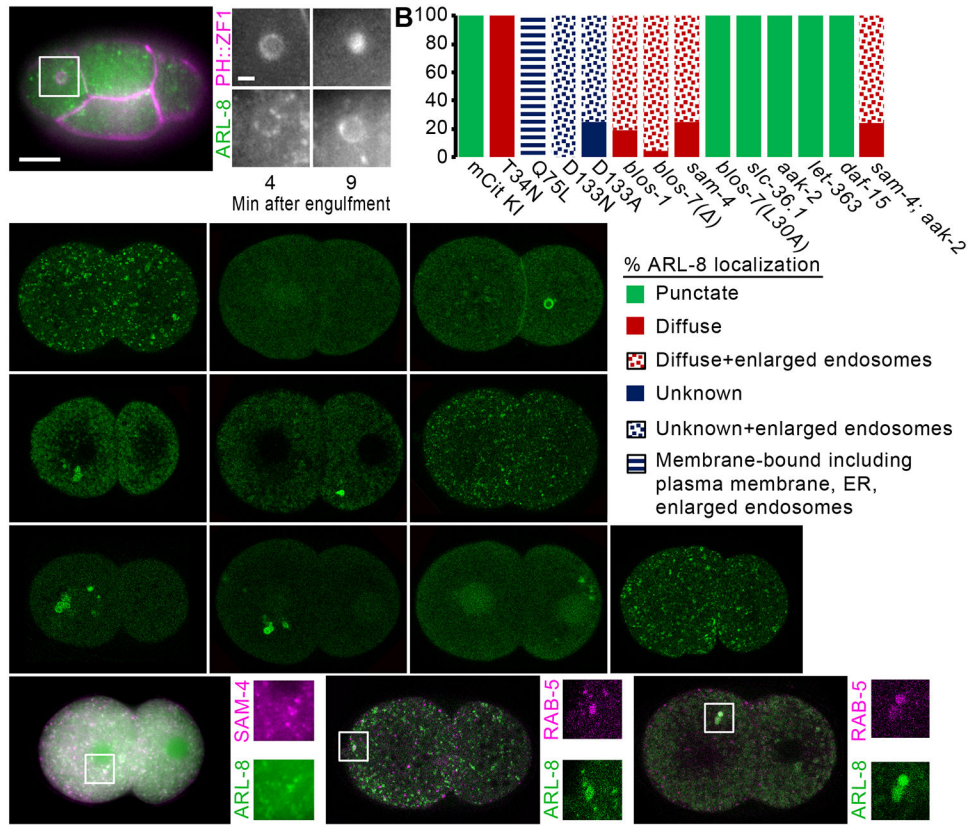 PH::ZF1
ARL-8
4
9
Min after engulfment
B
100
80
60
40
20
0
mCit KI
T34N
Q75L
D133N
D133A
blos-1
blos-7(Δ)
sam-4
blos-7(L30A)
slc-36.1
aak-2
let-363
daf-15
sam-4; aak-2
% ARL-8 localization
Punctate
Diffuse
Diffuse+enlarged endosomes
Unknown
Unknown+enlarged endosomes
Membrane-bound including
plasma membrane, ER,
enlarged endosomes
SAM-4
ARL-8
RAB-5
ARL-8
RAB-5
ARL-8